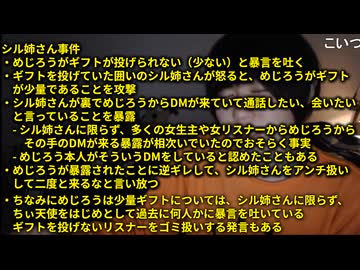 こいつ
シル姉さん事件
・めじろうがギフトが投げられない（少ない）と暴言を吐く
・ギフトを投げていた囲いのシル姉さんが怒ると、めじろうがギフト
が少量であることを攻撃
・シル姉さんが裏でめじろうからDMが来ていて通話したい、会いたい
と言っていることを暴露
- シル姉さんに限らず、多くの女生主や女リスナーからめじろうから
その手のDMが来る暴露が相次いでいたのでおそらく事実
- めじろう本人がそういうDMをしていると認めたこともある
・めじろうが暴露されたことに逆ギレして、シル姉さんをアンチ扱い
して二度と来るなと言い放つ
・ちなみにめじろうは少量ギフトについては、シル姉さんに限らず、
ちぃ天使をはじめとして過去に何人かに暴言を吐いている
ギフトを投げないリスナーをゴミ扱いする発言もある